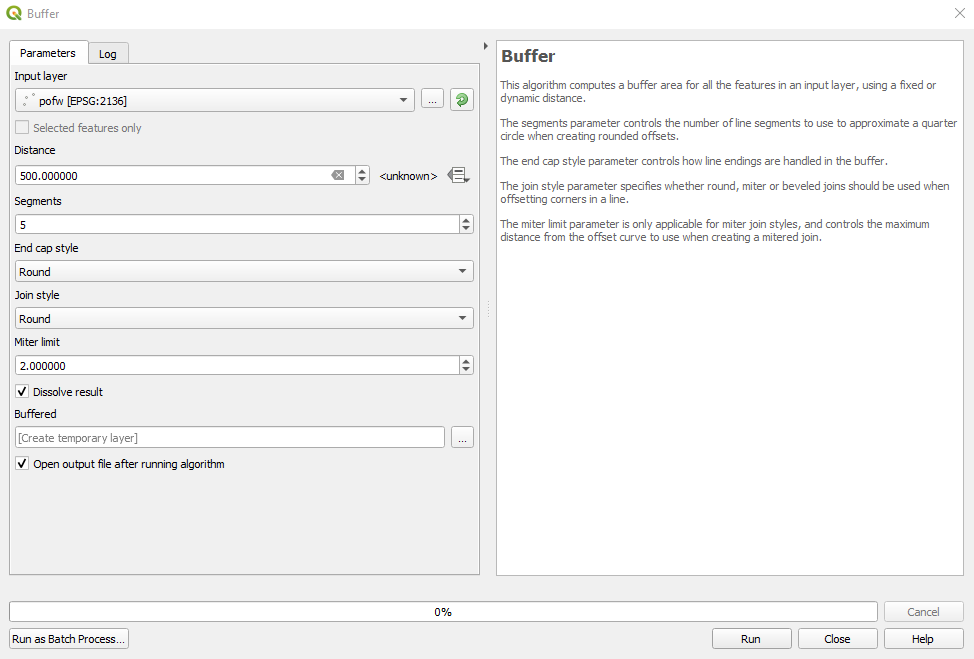 Buffer
Parameters
Log
Input layer
pofw [EPSG:2136]
...
Selected features only
Distance
500.000000
<unknown>
Segments
5
End cap style
Round
Join style
Round
Miter limit
2.000000
Dissolve result
Buffered
[Create temporary layer]
...
Open output file after running algorithm
Buffer
This algorithm computes a buffer area for all the features in an input layer, using a fixed or
dynamic distance.
The segments parameter controls the number of line segments to use to approximate a quarter
circle when creating rounded offsets.
The end cap style parameter controls how line endings are handled in the buffer.
The join style parameter specifies whether round, miter or beveled joins should be used when
offsetting corners in a line.
The miter limit parameter is only applicable for miter join styles, and controls the maximum
distance from the offset curve to use when creating a mitered join.
0%
Cancel
Run as Batch Process...
Run
Close
Help